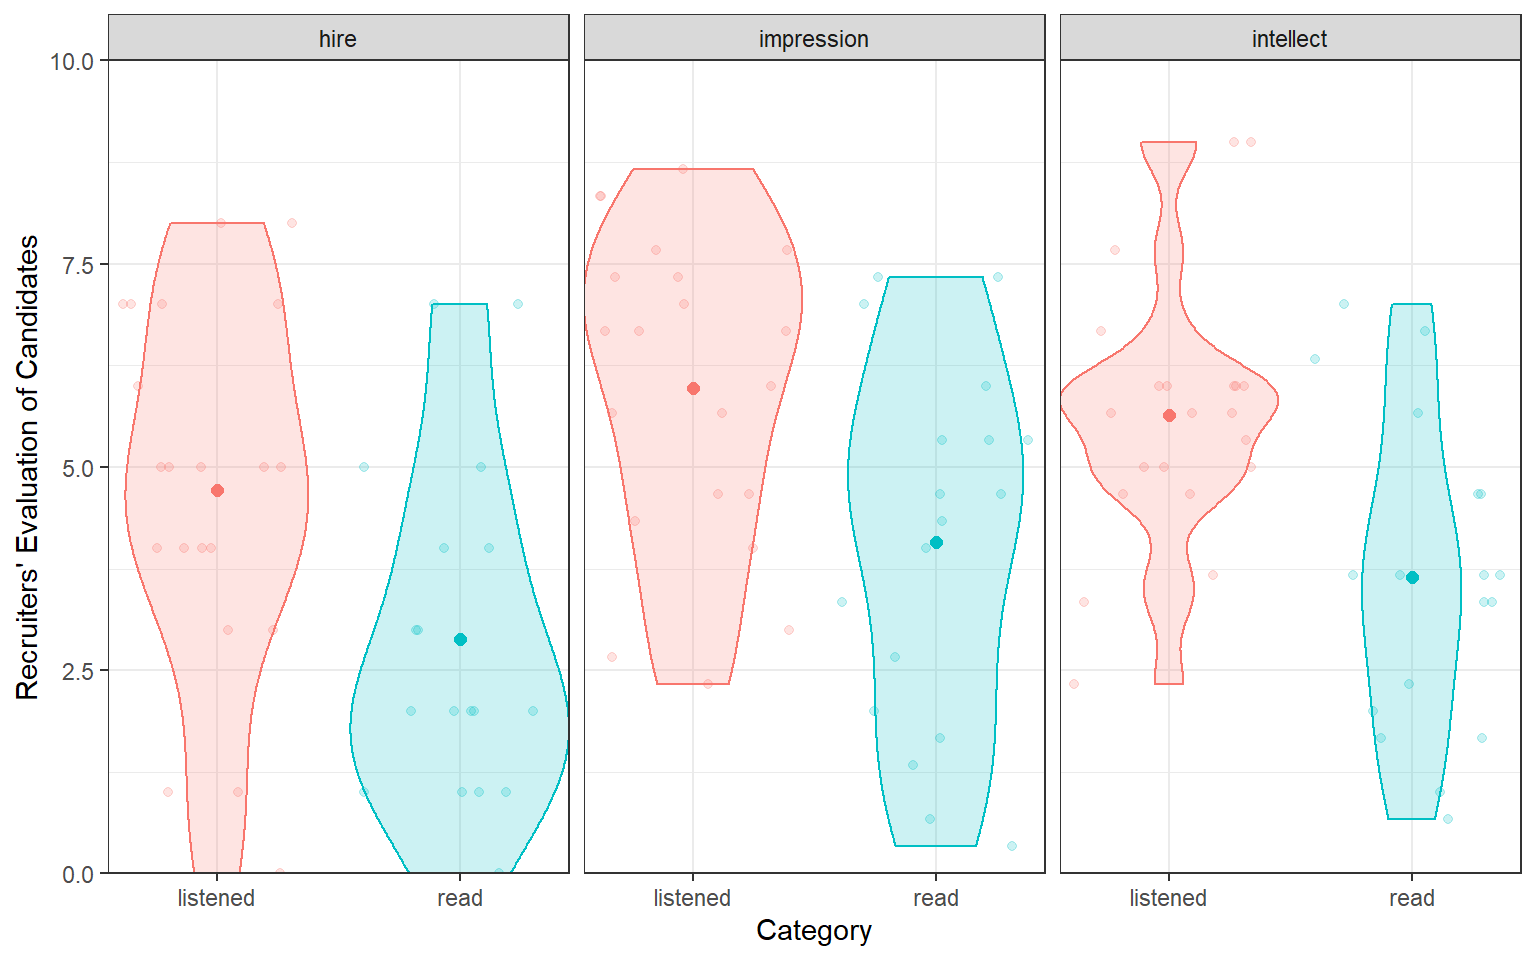 hire impression intellect
10.0
7.5
5.0
2.5
0.0
Recruiters' Evaluation of Candidates
listened read listened read listened read
Category